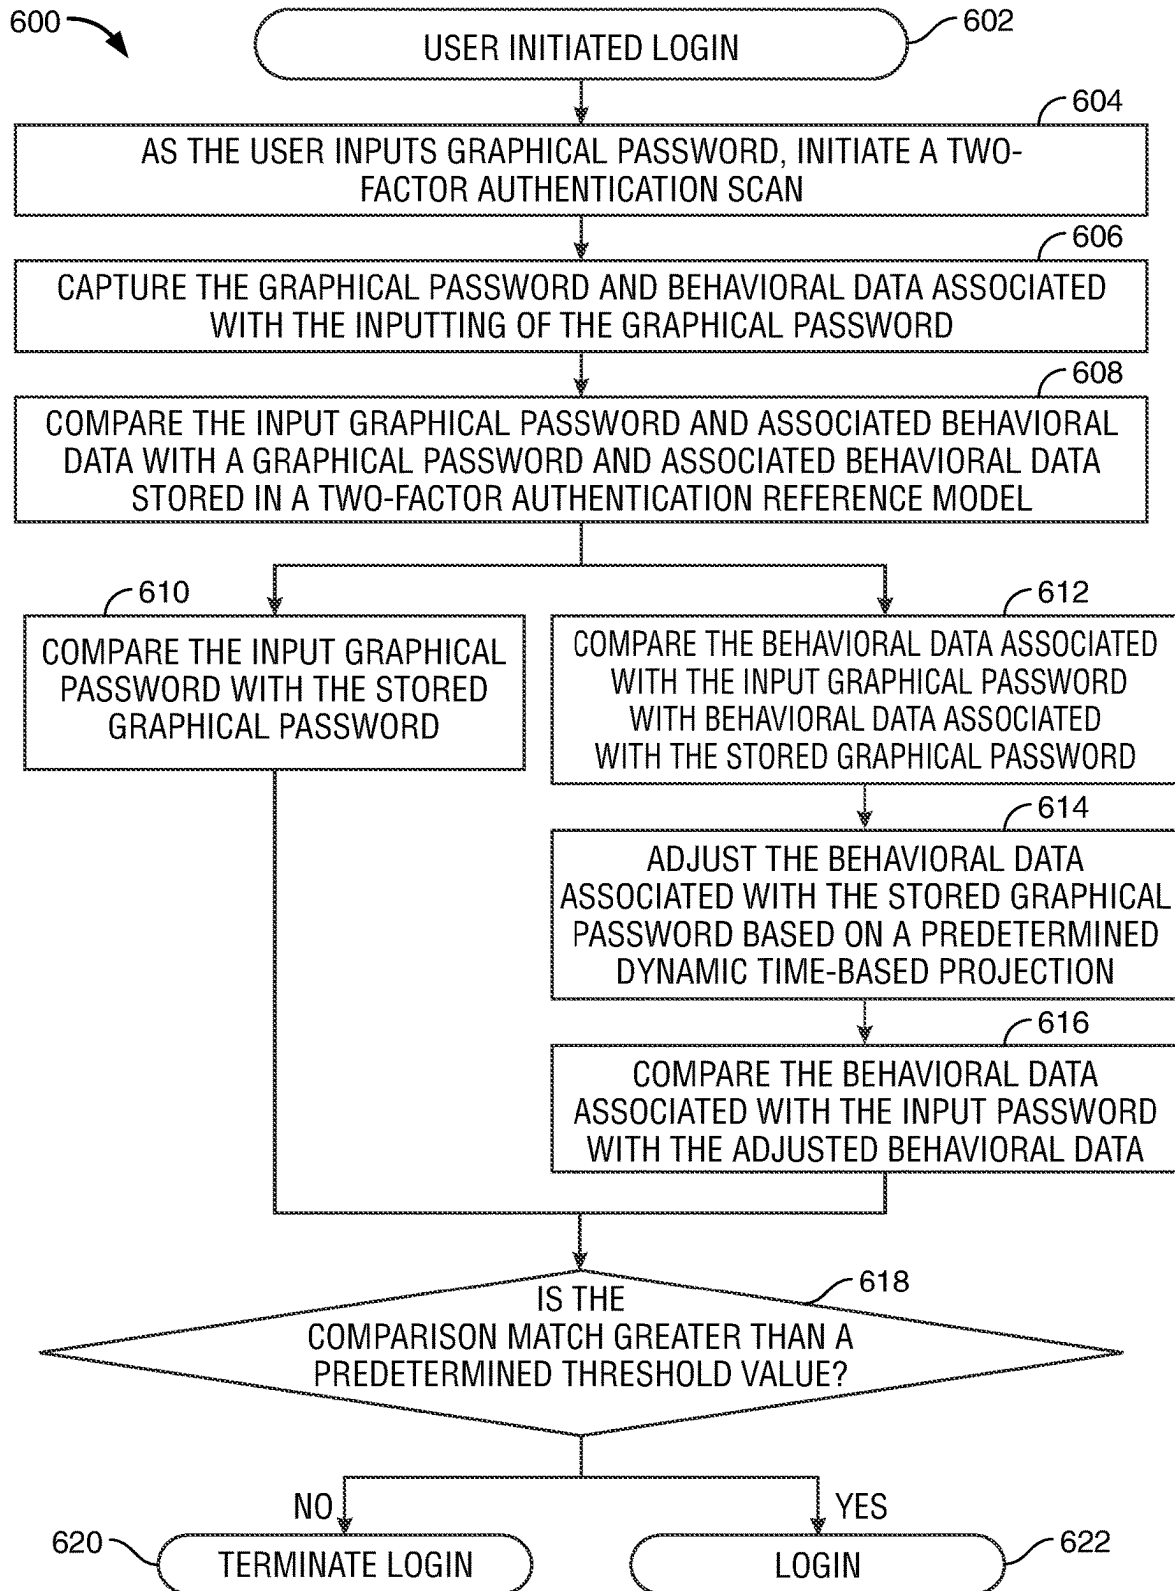 600
USER INITIATED LOGIN
602
604
AS THE USER INPUTS GRAPHICAL PASSWORD, INITIATE A TWO-
FACTOR AUTHENTICATION SCAN
606
CAPTURE THE GRAPHICAL PASSWORD AND BEHAVIORAL DATA ASSOCIATED
WITH THE INPUTTING OF THE GRAPHICAL PASSWORD
608
COMPARE THE INPUT GRAPHICAL PASSWORD AND ASSOCIATED BEHAVIORAL
DATA WITH A GRAPHICAL PASSWORD AND ASSOCIATED BEHAVIORAL DATA
STORED IN A TWO-FACTOR AUTHENTICATION REFERENCE MODEL
610
COMPARE THE INPUT GRAPHICAL
PASSWORD WITH THE STORED
GRAPHICAL PASSWORD
612
COMPARE THE BEHAVIORAL DATA ASSOCIATED
WITH THE INPUT GRAPHICAL PASSWORD
WITH BEHAVIORAL DATA ASSOCIATED
WITH THE STORED GRAPHICAL PASSWORD
614
ADJUST THE BEHAVIORAL DATA
ASSOCIATED WITH THE STORED GRAPHICAL
PASSWORD BASED ON A PREDETERMINED
DYNAMIC TIME-BASED PROJECTION
616
COMPARE THE BEHAVIORAL DATA
ASSOCIATED WITH THE INPUT PASSWORD
WITH THE ADJUSTED BEHAVIORAL DATA
618
IS THE
COMPARISON MATCH GREATER THAN A
PREDETERMINED THRESHOLD VALUE?
NO
YES
620
TERMINATE LOGIN
LOGIN
622